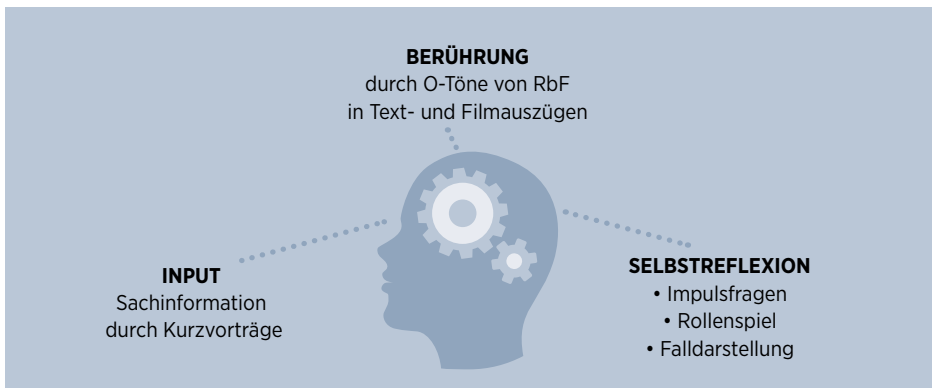 BERÜHRUNG
durch O-Töne von RbF
in Text- und Filmauszügen
INPUT
Sachinformation
durch Kurzvorträge
SELBSTREFLEXION
• Impulsfragen
• Rollenspiel
• Falldarstellung